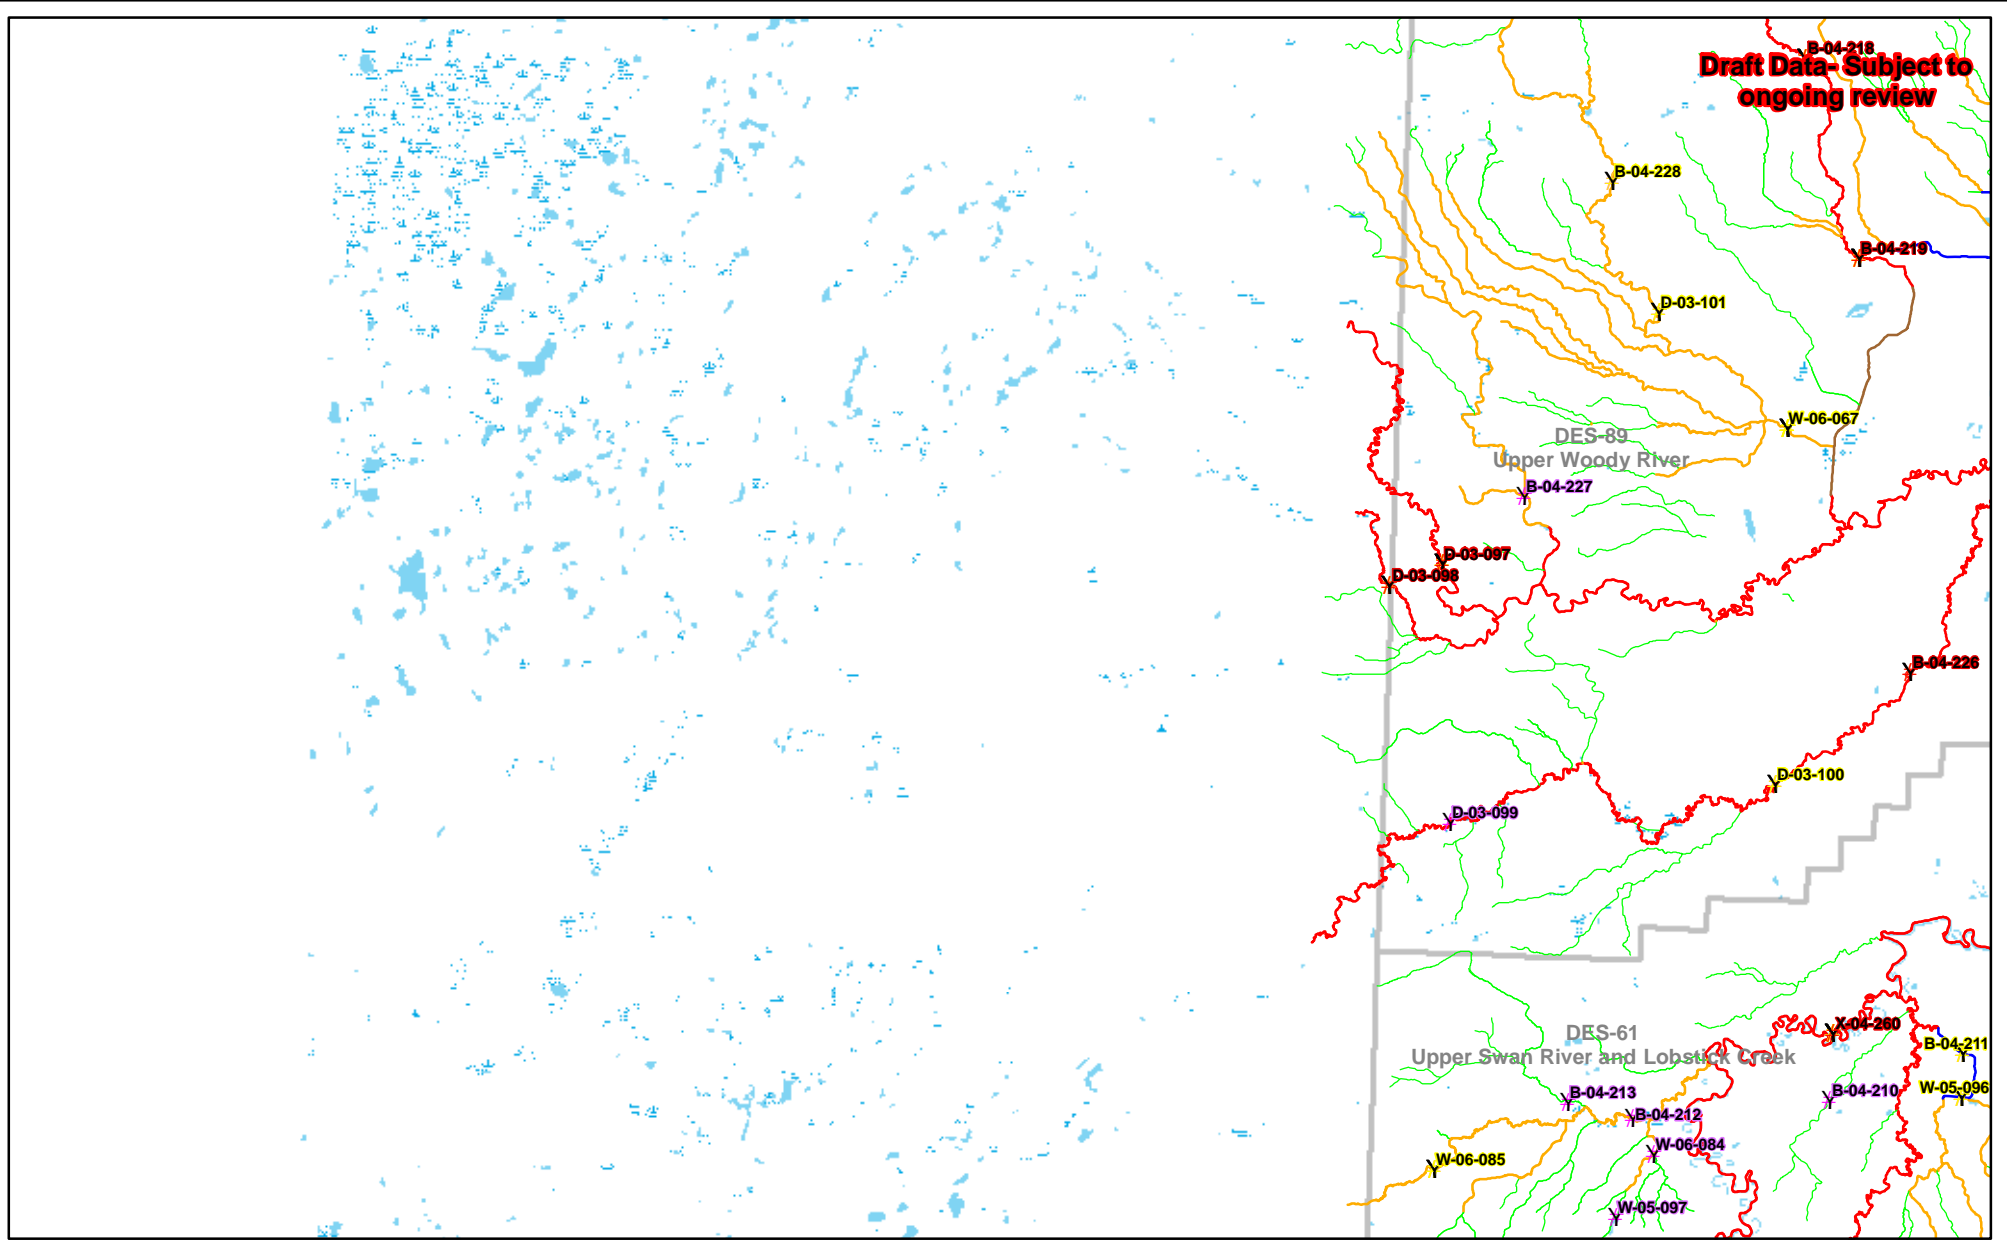 B-04-218
Draft Data- Subject to
ongoing review
B-04-228
B-04-219
D-03-101
W-06-067
DES-89
Upper Woody River
B-04-227
D-03-097
D-03-098
B-04-226
D-03-100
D-03-099
X-04-260
DES-61
B-04-211
Upper Swan River and Lobstick Creek
W-05-096
B-04-213
B-04-210
B-04-212
W-06-084
W-06-085
W-05-097